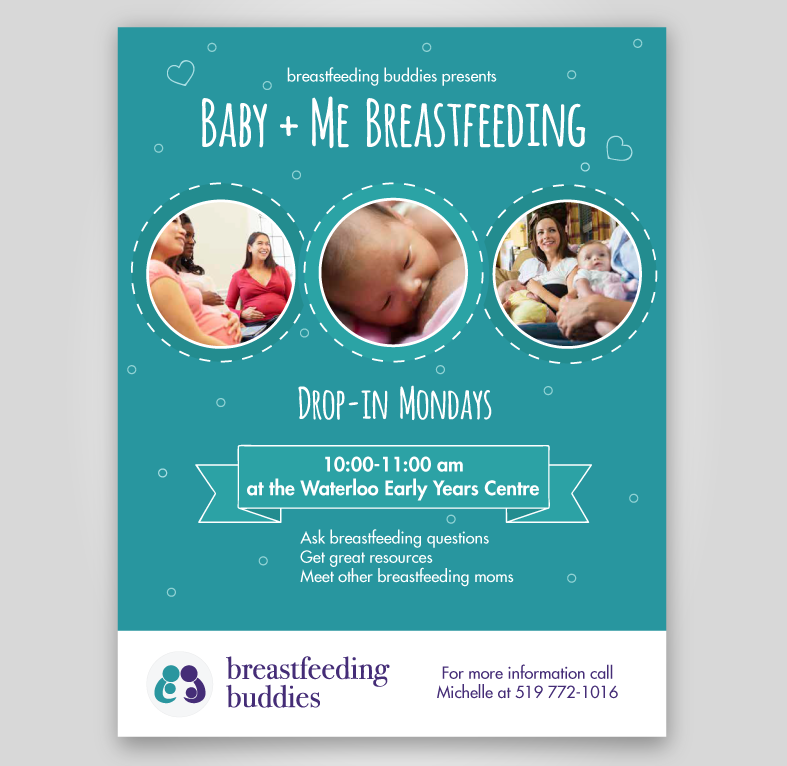 breastfeeding buddies presents
Baby + Me Breastfeeding
Drop-in Mondays
10:00-11:00 am
at the Waterloo Early Years Centre
Ask breastfeeding questions
Get great resources
Meet other breastfeeding moms
breastfeeding
buddies
For more information call
Michelle at 519 772-1016